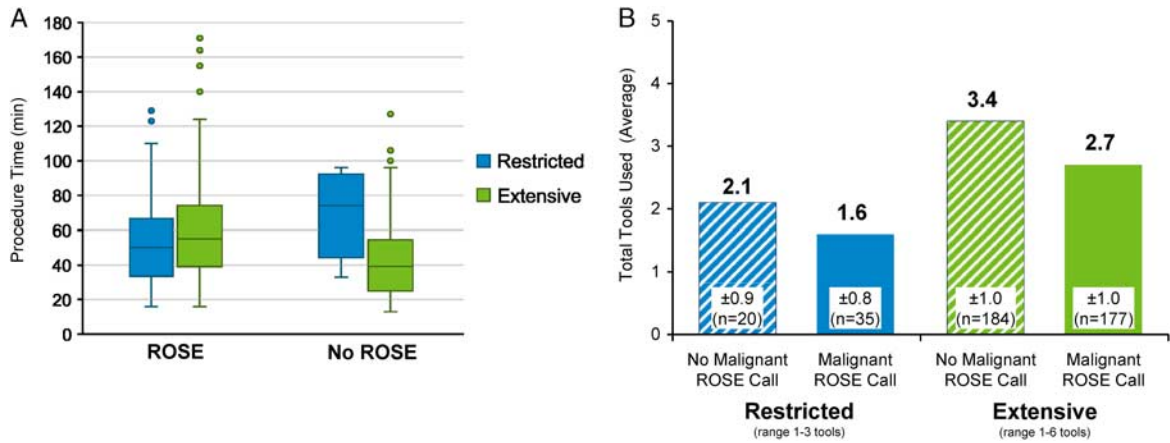 A
Procedure Time (min)
180
160
140
120
100
80
60
40
20
0
ROSE
No ROSE
Restricted
Extensive
B
Total Tools Used (Average)
5
4
3
2
1
0
2.1
1.6
3.4
2.7
±0.9
(n=20)
±0.8
(n=35)
±1.0
(n=184)
±1.0
(n=177)
No Malignant
ROSE Call
Malignant
ROSE Call
No Malignant
ROSE Call
Malignant
ROSE Call
Restricted
(range 1-3 tools)
Extensive
(range 1-6 tools)